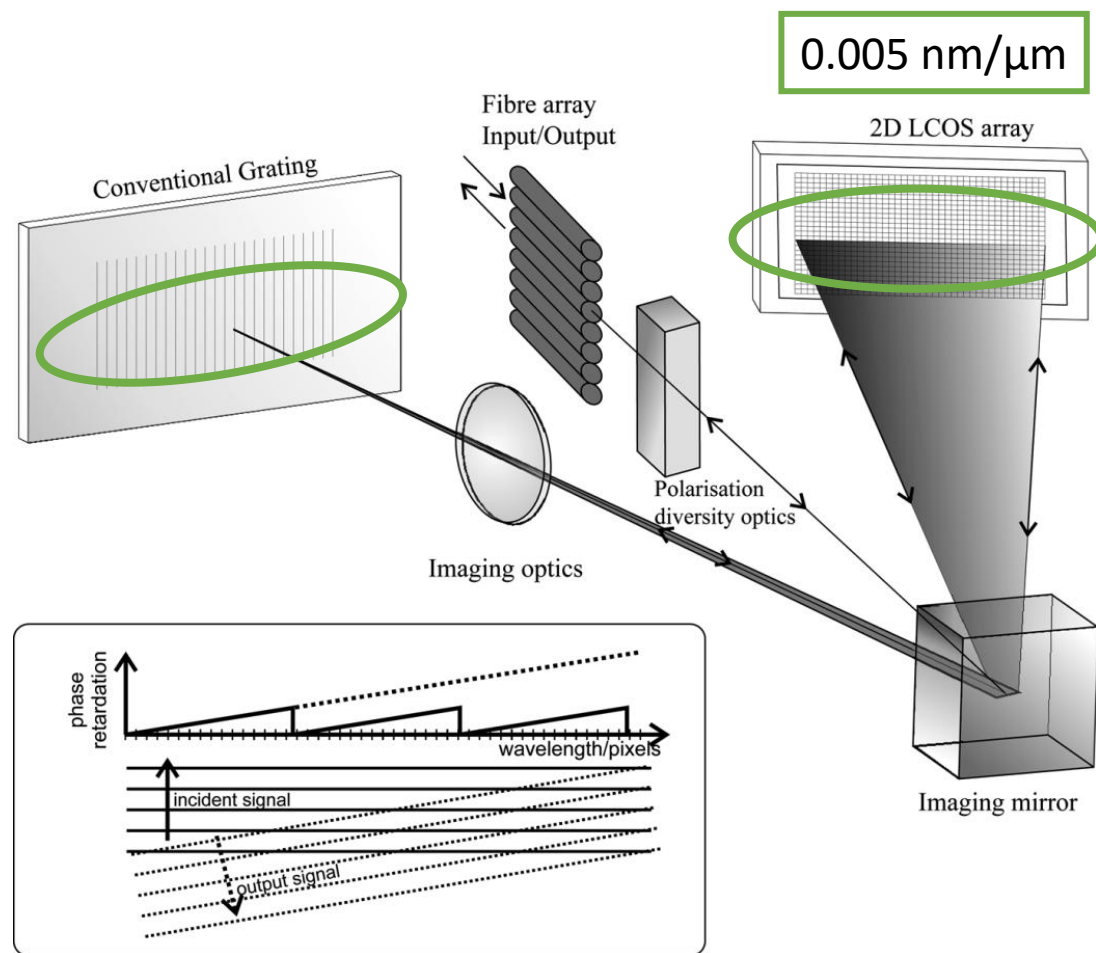 0.005 nm/μm
Fibre array
Input/Output
2D LCOS array
Conventional Grating
Polarisation
diversity optics
Imaging optics
Imaging mirror
phase
retardation
wavelength/pixels
incident signal
output signal